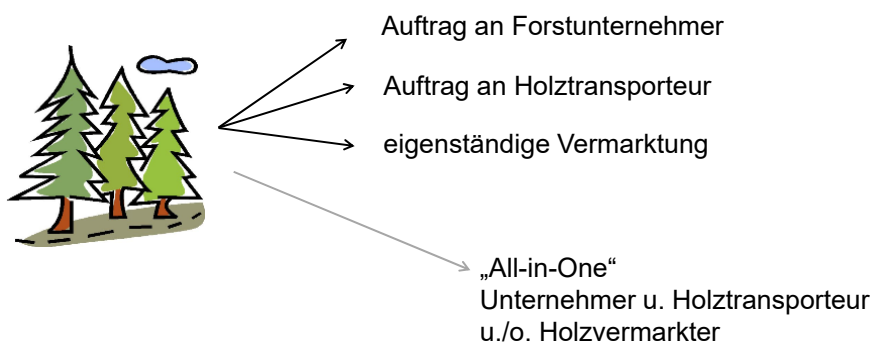 Auftrag an Forstunternehmer
Auftrag an Holztransporteur
eigenständige Vermarktung
„All-in-One“
Unternehmer u. Holztransporteur
u./o. Holzvermarkter